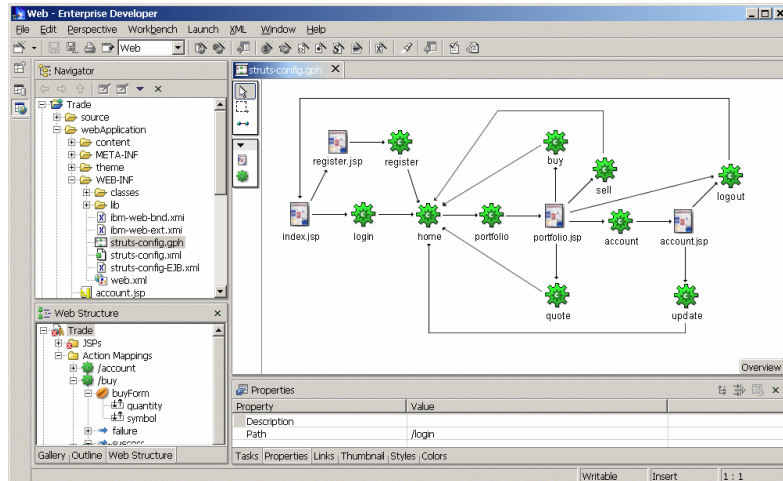 Web - Enterprise Developer
File Edit Perspective Workbench Launch XML Window Help
Web
Navigator
struts-config.gph
Trade
source
webApplication
content
META-INF
theme
WEB-INF
classes
lib
ibm-web-bnd.xmi
ibm-web-ext.xmi
struts-config.gph
struts-config.xml
struts-config-EJB.xml
web.xml
account.jsp
register.jsp
register
buy
sell
logout
index.jsp
login
home
portfolio
portfolio.jsp
account
account.jsp
quote
update
Overview
Web Structure
Trade
JSPs
Action Mappings
/account
/buy
buyForm
quantity
symbol
failure
success
Gallery Outline Web Structure
Properties
Property Value
Description
Path /login
Tasks Properties Links Thumbnail Styles Colors
Writable Insert 1 : 1